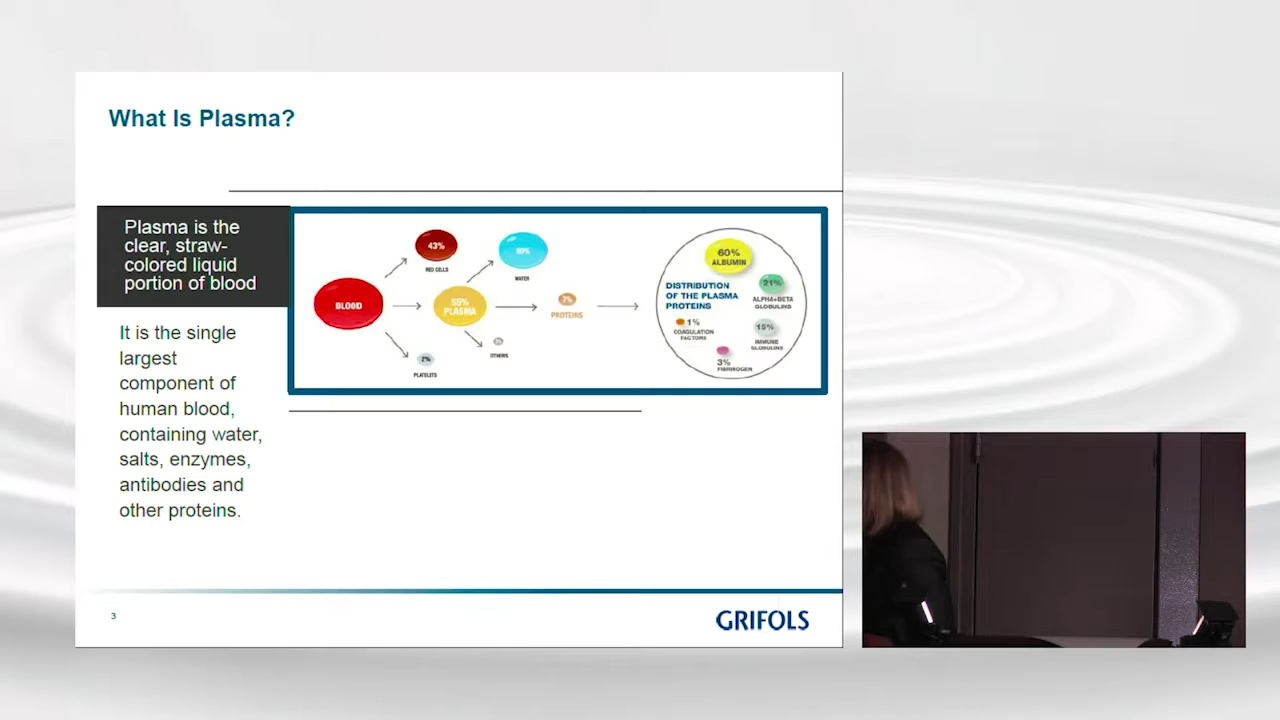 What Is Plasma?
Plasma is the
clear, straw-
colored liquid
portion of blood
It is the single
largest
component of
human blood,
containing water,
salts, enzymes,
antibodies and
other proteins.
BLOOD
43%
RED CELLS
55%
PLASMA
2%
PLATELETS
WATER
PROTEINS
OTHERS
DISTRIBUTION
OF THE PLASMA
PROTEINS
60%
ALBUMIN
21%
ALPHA+BETA
GLOBULINS
15%
IMMUNE
GLOBULINS
1%
COAGULATION
FACTORS
3%
FIBRINOGEN
3
GRIFOLS